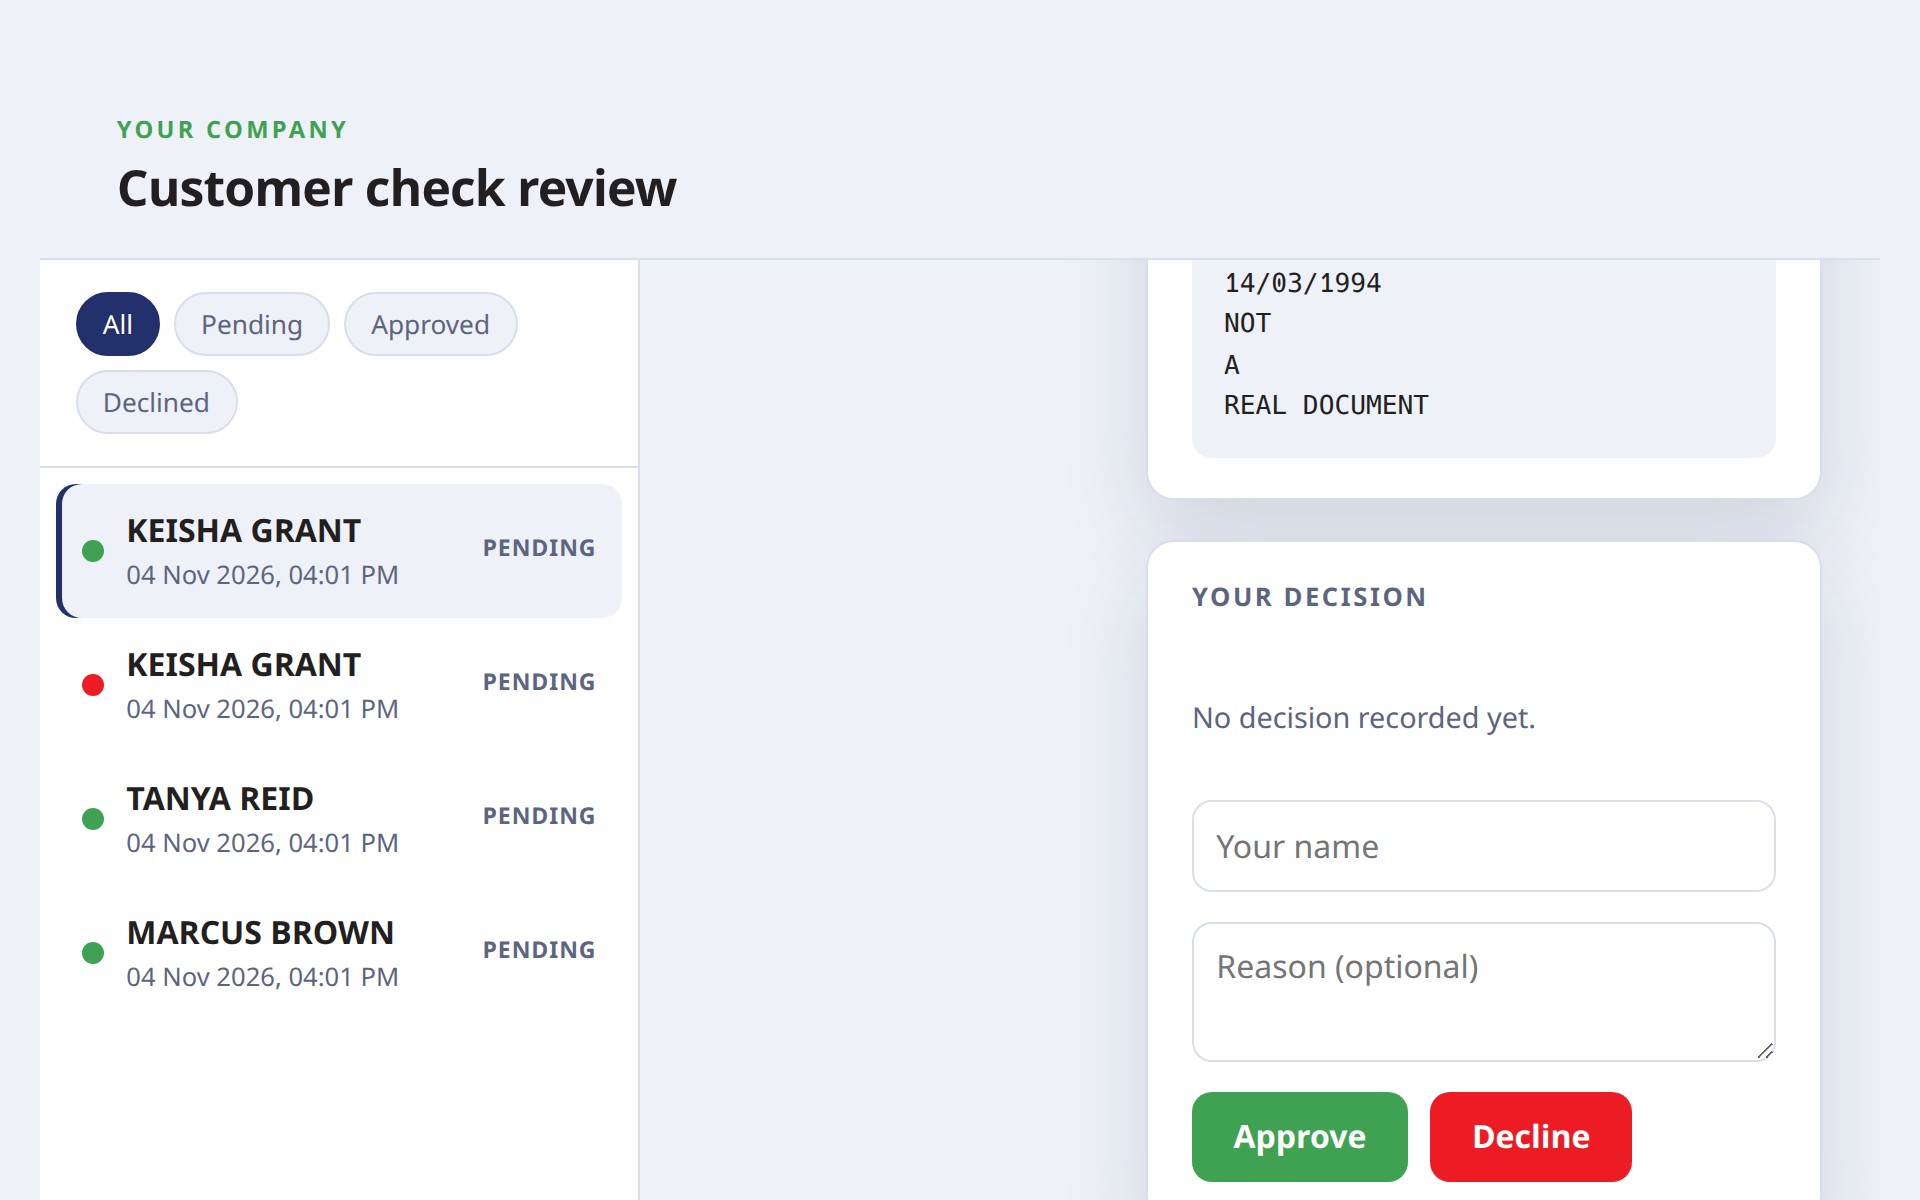 YOUR COMPANY
Customer check review
All
Pending
Approved
Declined
KEISHA GRANT
04 Nov 2026, 04:01 PM
PENDING
KEISHA GRANT
04 Nov 2026, 04:01 PM
PENDING
TANYA REID
04 Nov 2026, 04:01 PM
PENDING
MARCUS BROWN
04 Nov 2026, 04:01 PM
PENDING
14/03/1994
NOT
A
REAL DOCUMENT
YOUR DECISION
No decision recorded yet.
Your name
Reason (optional)
Approve
Decline